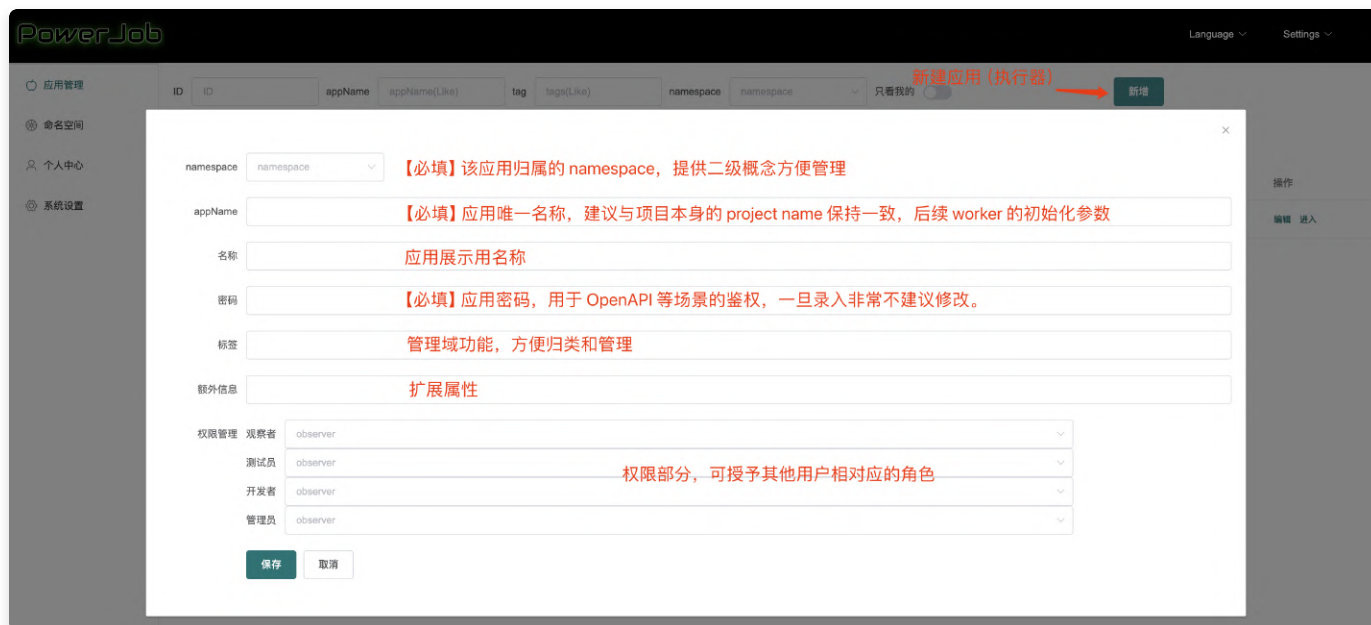 PowerJob
Language Settings
应用管理
ID ID appName appName(Like) tag tags(Like) namespace namespace 只看我的 新建应用（执行器） 新增
命名空间
个人中心
操作
系统设置
编辑 进入
namespace namespace 【必填】该应用归属的 namespace，提供二级概念方便管理
appName 【必填】应用唯一名称，建议与项目本身的 project name 保持一致，后续 worker 的初始化参数
名称 应用展示用名称
密码 【必填】应用密码，用于 OpenAPI 等场景的鉴权，一旦录入非常不建议修改。
标签 管理域功能，方便归类和管理
额外信息 扩展属性
权限管理 观察者 observer
测试员 observer
权限部分，可授予其他用户相对应的角色
开发者 observer
管理员 observer
保存 取消